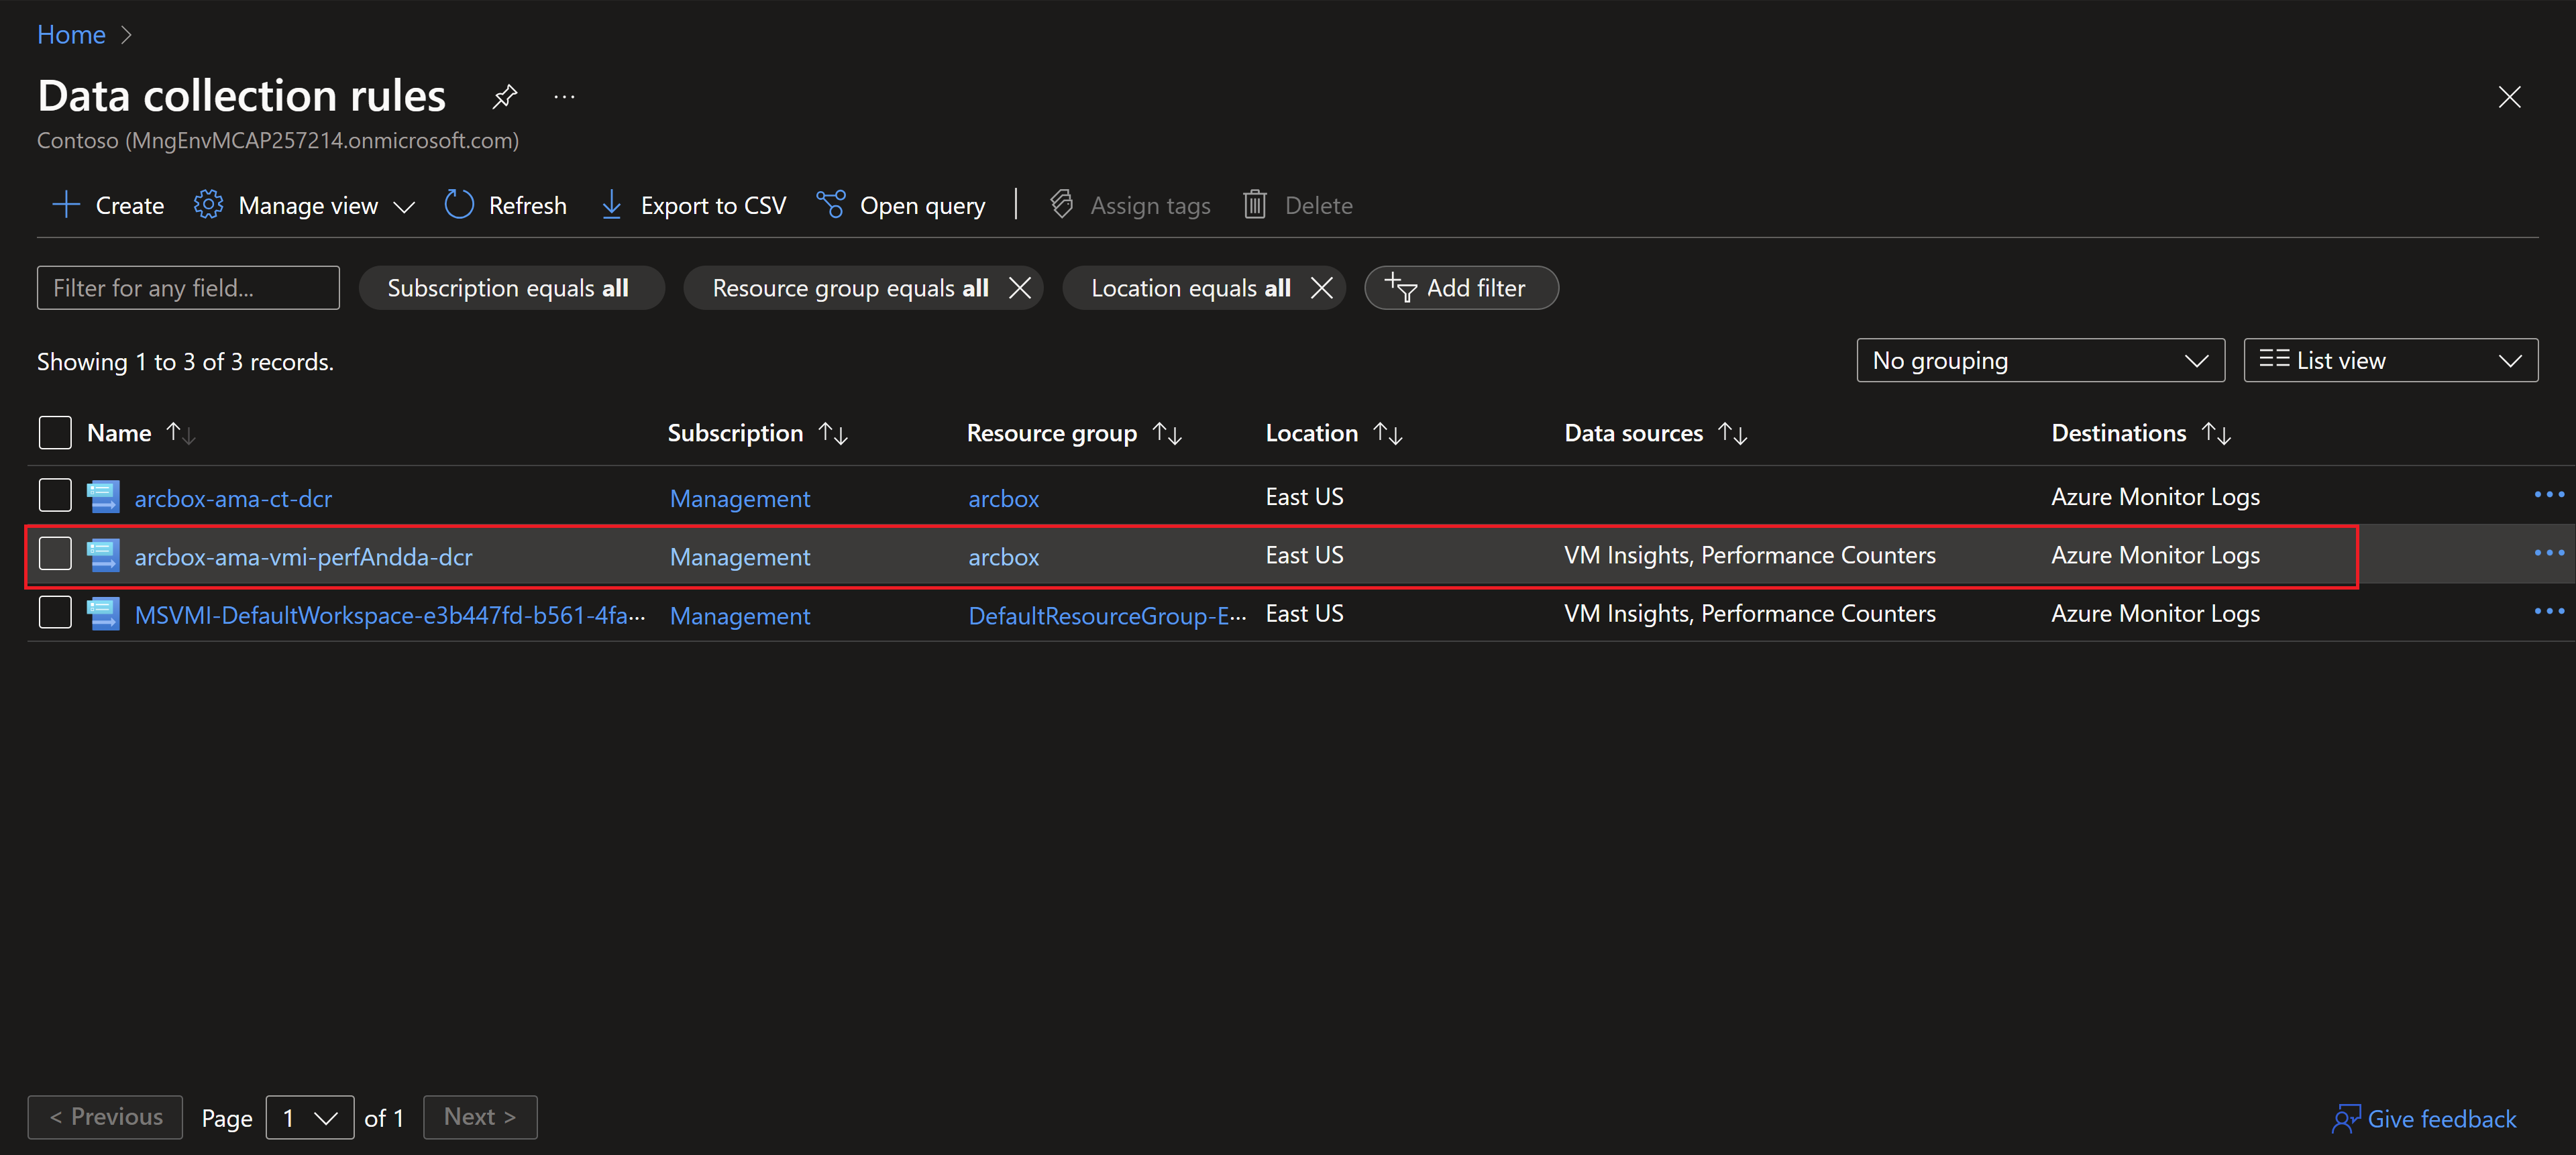 Home
Data collection rules
Contoso (MngEnvMCAP257214.onmicrosoft.com)
Create Manage view Refresh Export to CSV Open query Assign tags Delete
Filter for any field... Subscription equals all Resource group equals all Location equals all Add filter
Showing 1 to 3 of 3 records. No grouping List view
Name Subscription Resource group Location Data sources Destinations
arcbox-ama-ct-dcr Management arcbox East US Azure Monitor Logs
arcbox-ama-vmi-perfAndda-dcr Management arcbox East US VM Insights, Performance Counters Azure Monitor Logs
MSVMI-DefaultWorkspace-e3b447fd-b561-4fa... Management DefaultResourceGroup-E... East US VM Insights, Performance Counters Azure Monitor Logs
< Previous Page 1 of 1 Next > Give feedback